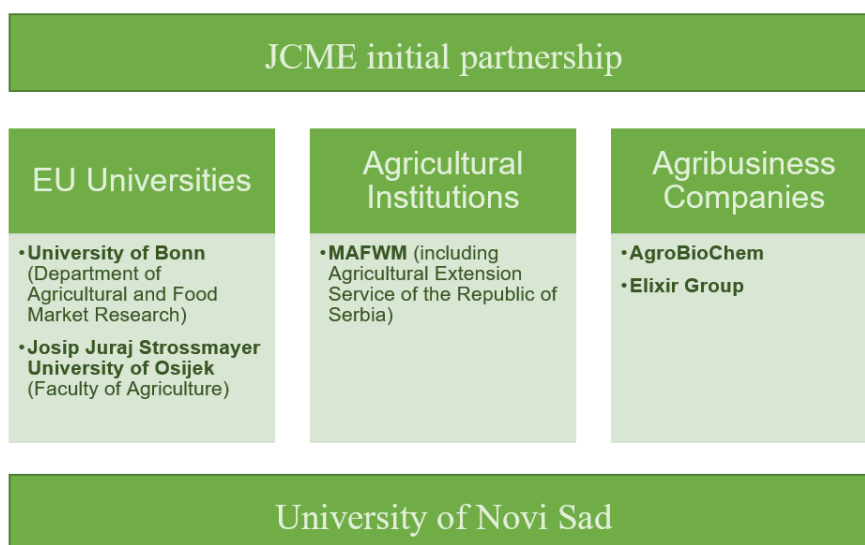 JCME initial partnership
EU Universities
•University of Bonn
(Department of
Agricultural and Food
Market Research)
•Josip Juraj Strossmayer
University of Osijek
(Faculty of Agriculture)
Agricultural
Institutions
•MAFWM (including
Agricultural Extension
Service of the Republic of
Serbia)
Agribusiness
Companies
•AgroBioChem
•Elixir Group
University of Novi Sad